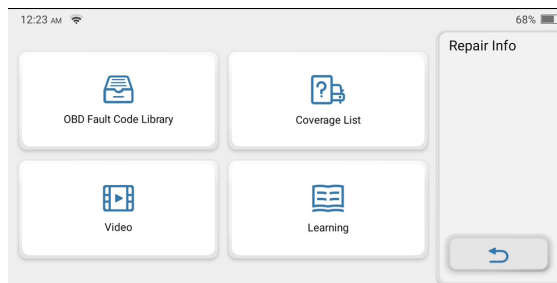 12:23 AM
68%
Repair Info
OBD Fault Code Library
Coverage List
Video
Learning